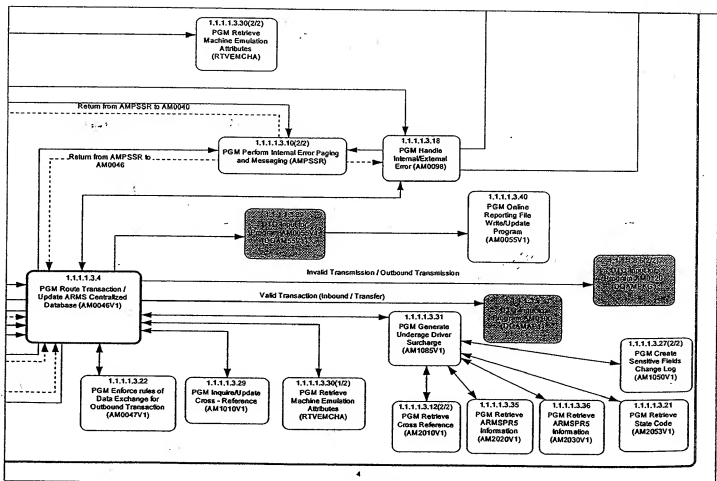 1.1.1.1.3.30(2/2)
PGM Retrieve
Machine Emulation
Attributes
(RTVEMCHA)
Return from AMPSSR to AM0040
1.1.1.1.3.10(2/2)
PGM Perform Internal Error Paging
and Messaging (AMPSSR)
1.1.1.1.3.18
PGM Handle
Internal/External
Error (AM0098)
Return from AMPSSR to
AM0046
1.1.1.1.3.40
PGM Online
Reporting File
Write/Update
Program
(AM0055V1)
1.1.1.1.3.4
PGM Route Transaction /
Update ARMS Centralized
Database (AM0046V1)
Invalid Transmission / Outbound Transmission
Valid Transaction (Inbound / Transfer)
1.1.1.1.3.31
PGM Generate
Underage Driver
Surcharge
(AM1085V1)
1.1.1.1.3.27(2/2)
PGM Create
Sensitive Fields
Change Log
(AM1050V1)
1.1.1.1.3.22
PGM Enforce rules of
Data Exchange for
Outbound Transaction
(AM0047V1)
1.1.1.1.3.29
PGM Inquire/Update
Cross - Reference
(AM1010V1)
1.1.1.1.3.30(1/2)
PGM Retrieve
Machine Emulation
Attributes
(RTVEMCHA)
1.1.1.1.3.12(2/2)
PGM Retrieve
Cross Reference
(AM2010V1)
1.1.1.1.3.35
PGM Retrieve
ARMSPR5
Information
(AM2020V1)
1.1.1.1.3.36
PGM Retrieve
ARMSPR5
Information
(AM2030V1)
1.1.1.1.3.21
PGM Retrieve
State Code
(AM2053V1)
4